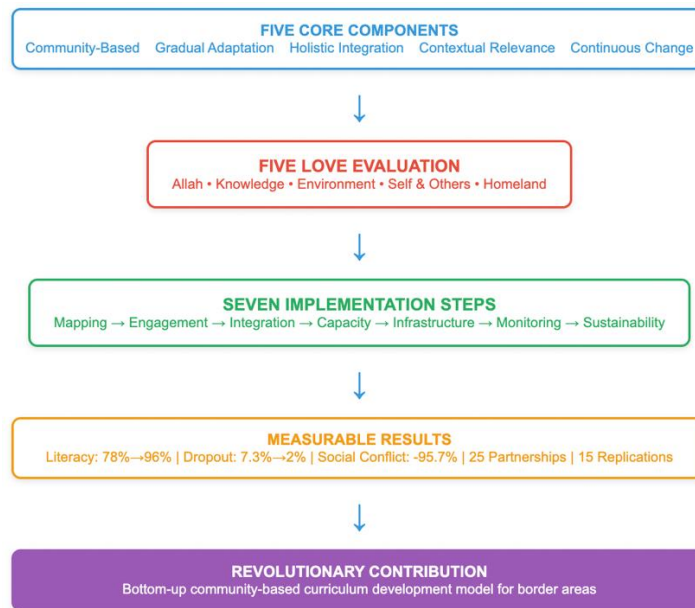 FIVE CORE COMPONENTS
Community-Based Gradual Adaptation Holistic Integration Contextual Relevance Continuous Change
↓
FIVE LOVE EVALUATION
Allah • Knowledge • Environment • Self & Others • Homeland
↓
SEVEN IMPLEMENTATION STEPS
Mapping → Engagement → Integration → Capacity → Infrastructure → Monitoring → Sustainability
↓
MEASURABLE RESULTS
Literacy: 78%→96% | Dropout: 7.3%→2% | Social Conflict: -95.7% | 25 Partnerships | 15 Replications
↓
REVOLUTIONARY CONTRIBUTION
Bottom-up community-based curriculum development model for border areas